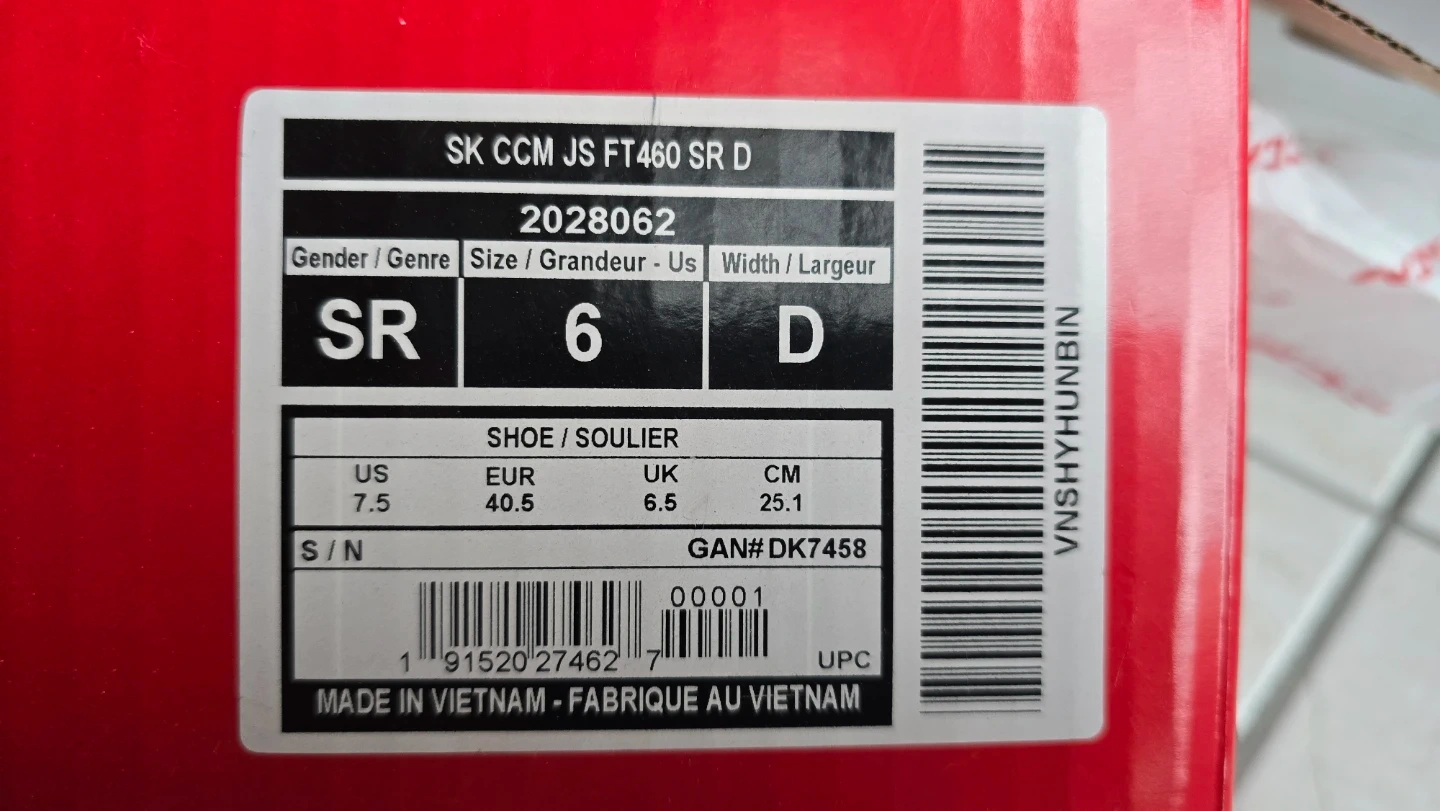 SK CCM JS FT460 SR D
2028062
Gender / Genre Size / Grandeur - Us Width / Largeur
SR 6 D
SHOE / SOULIER
US EUR UK CM
7.5 40.5 6.5 25.1
S / N GAN# DK7458
00001
1 91520 27462 7 UPC
MADE IN VIETNAM - FABRIQUE AU VIETNAM
VNSHYHUNBIN